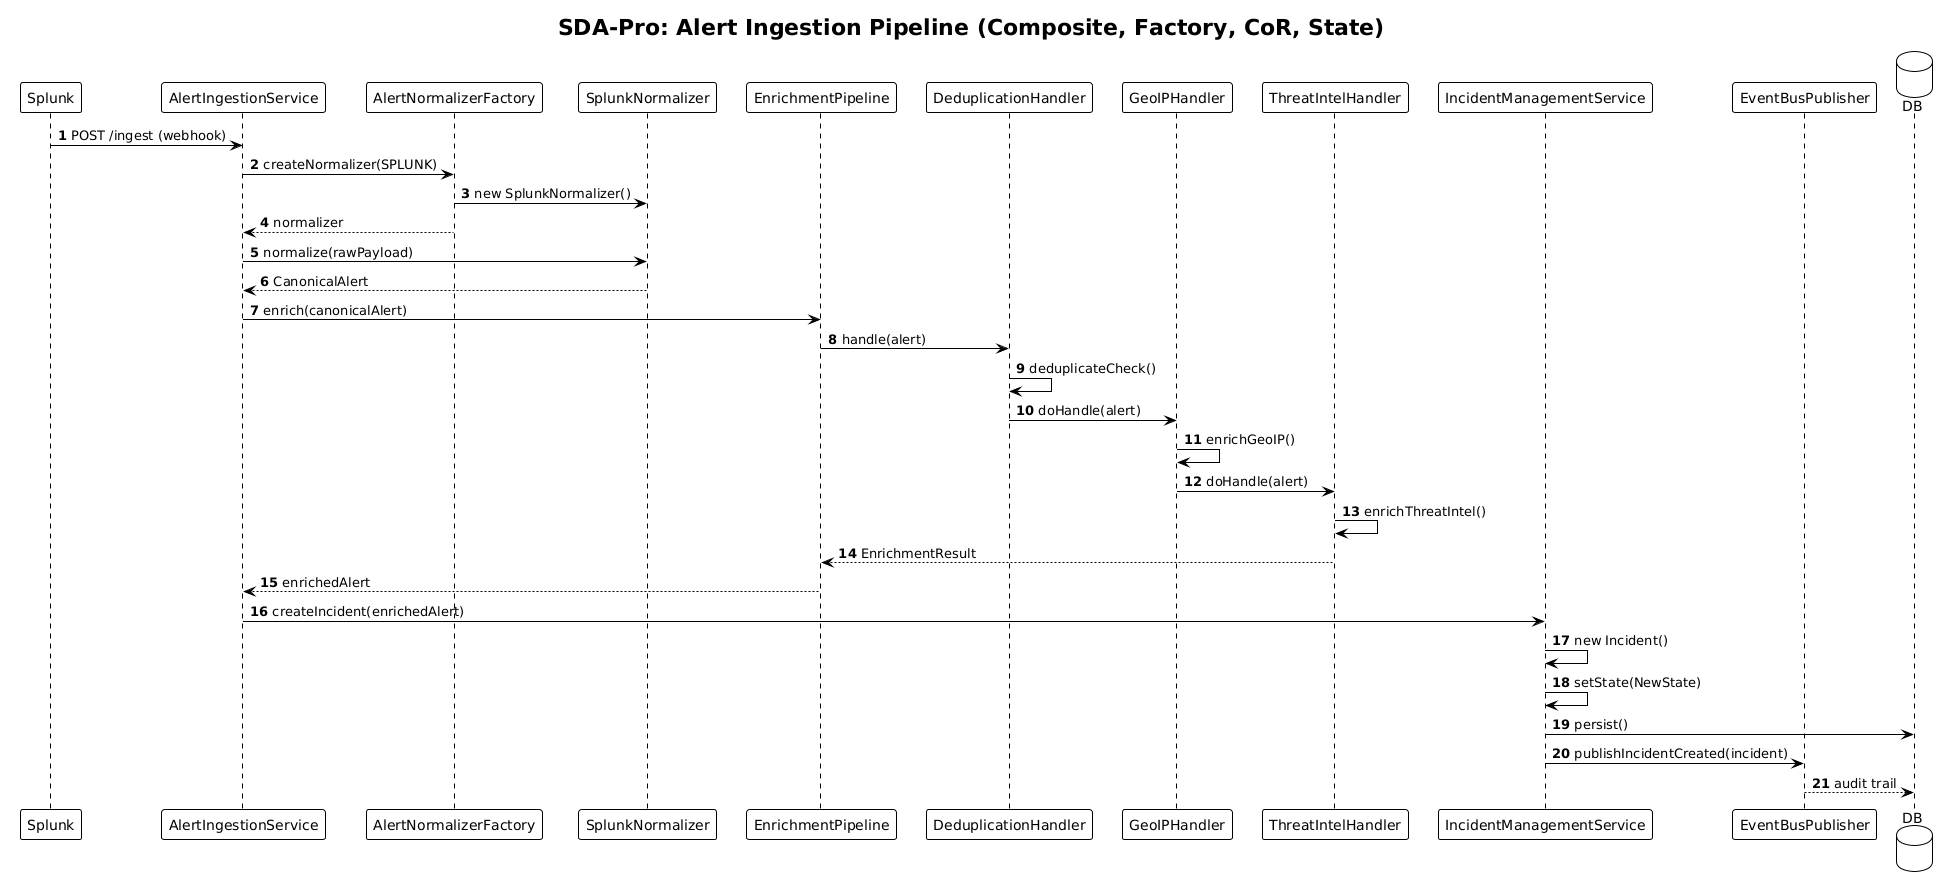 SDA-Pro: Alert Ingestion Pipeline (Composite, Factory, CoR, State)
Splunk
AlertIngestionService
AlertNormalizerFactory
SplunkNormalizer
EnrichmentPipeline
DeduplicationHandler
GeoIPHandler
ThreatIntelHandler
IncidentManagementService
EventBusPublisher
DB
1 POST /ingest (webhook)
2 createNormalizer(SPLUNK)
3 new SplunkNormalizer()
4 normalizer
5 normalize(rawPayload)
6 CanonicalAlert
7 enrich(canonicalAlert)
8 handle(alert)
9 deduplicateCheck()
10 doHandle(alert)
11 enrichGeoIP()
12 doHandle(alert)
13 enrichThreatIntel()
14 EnrichmentResult
15 enrichedAlert
16 createIncident(enrichedAlert)
17 new Incident()
18 setState(NewState)
19 persist()
20 publishIncidentCreated(incident)
21 audit trail
Splunk
AlertIngestionService
AlertNormalizerFactory
SplunkNormalizer
EnrichmentPipeline
DeduplicationHandler
GeoIPHandler
ThreatIntelHandler
IncidentManagementService
EventBusPublisher
DB